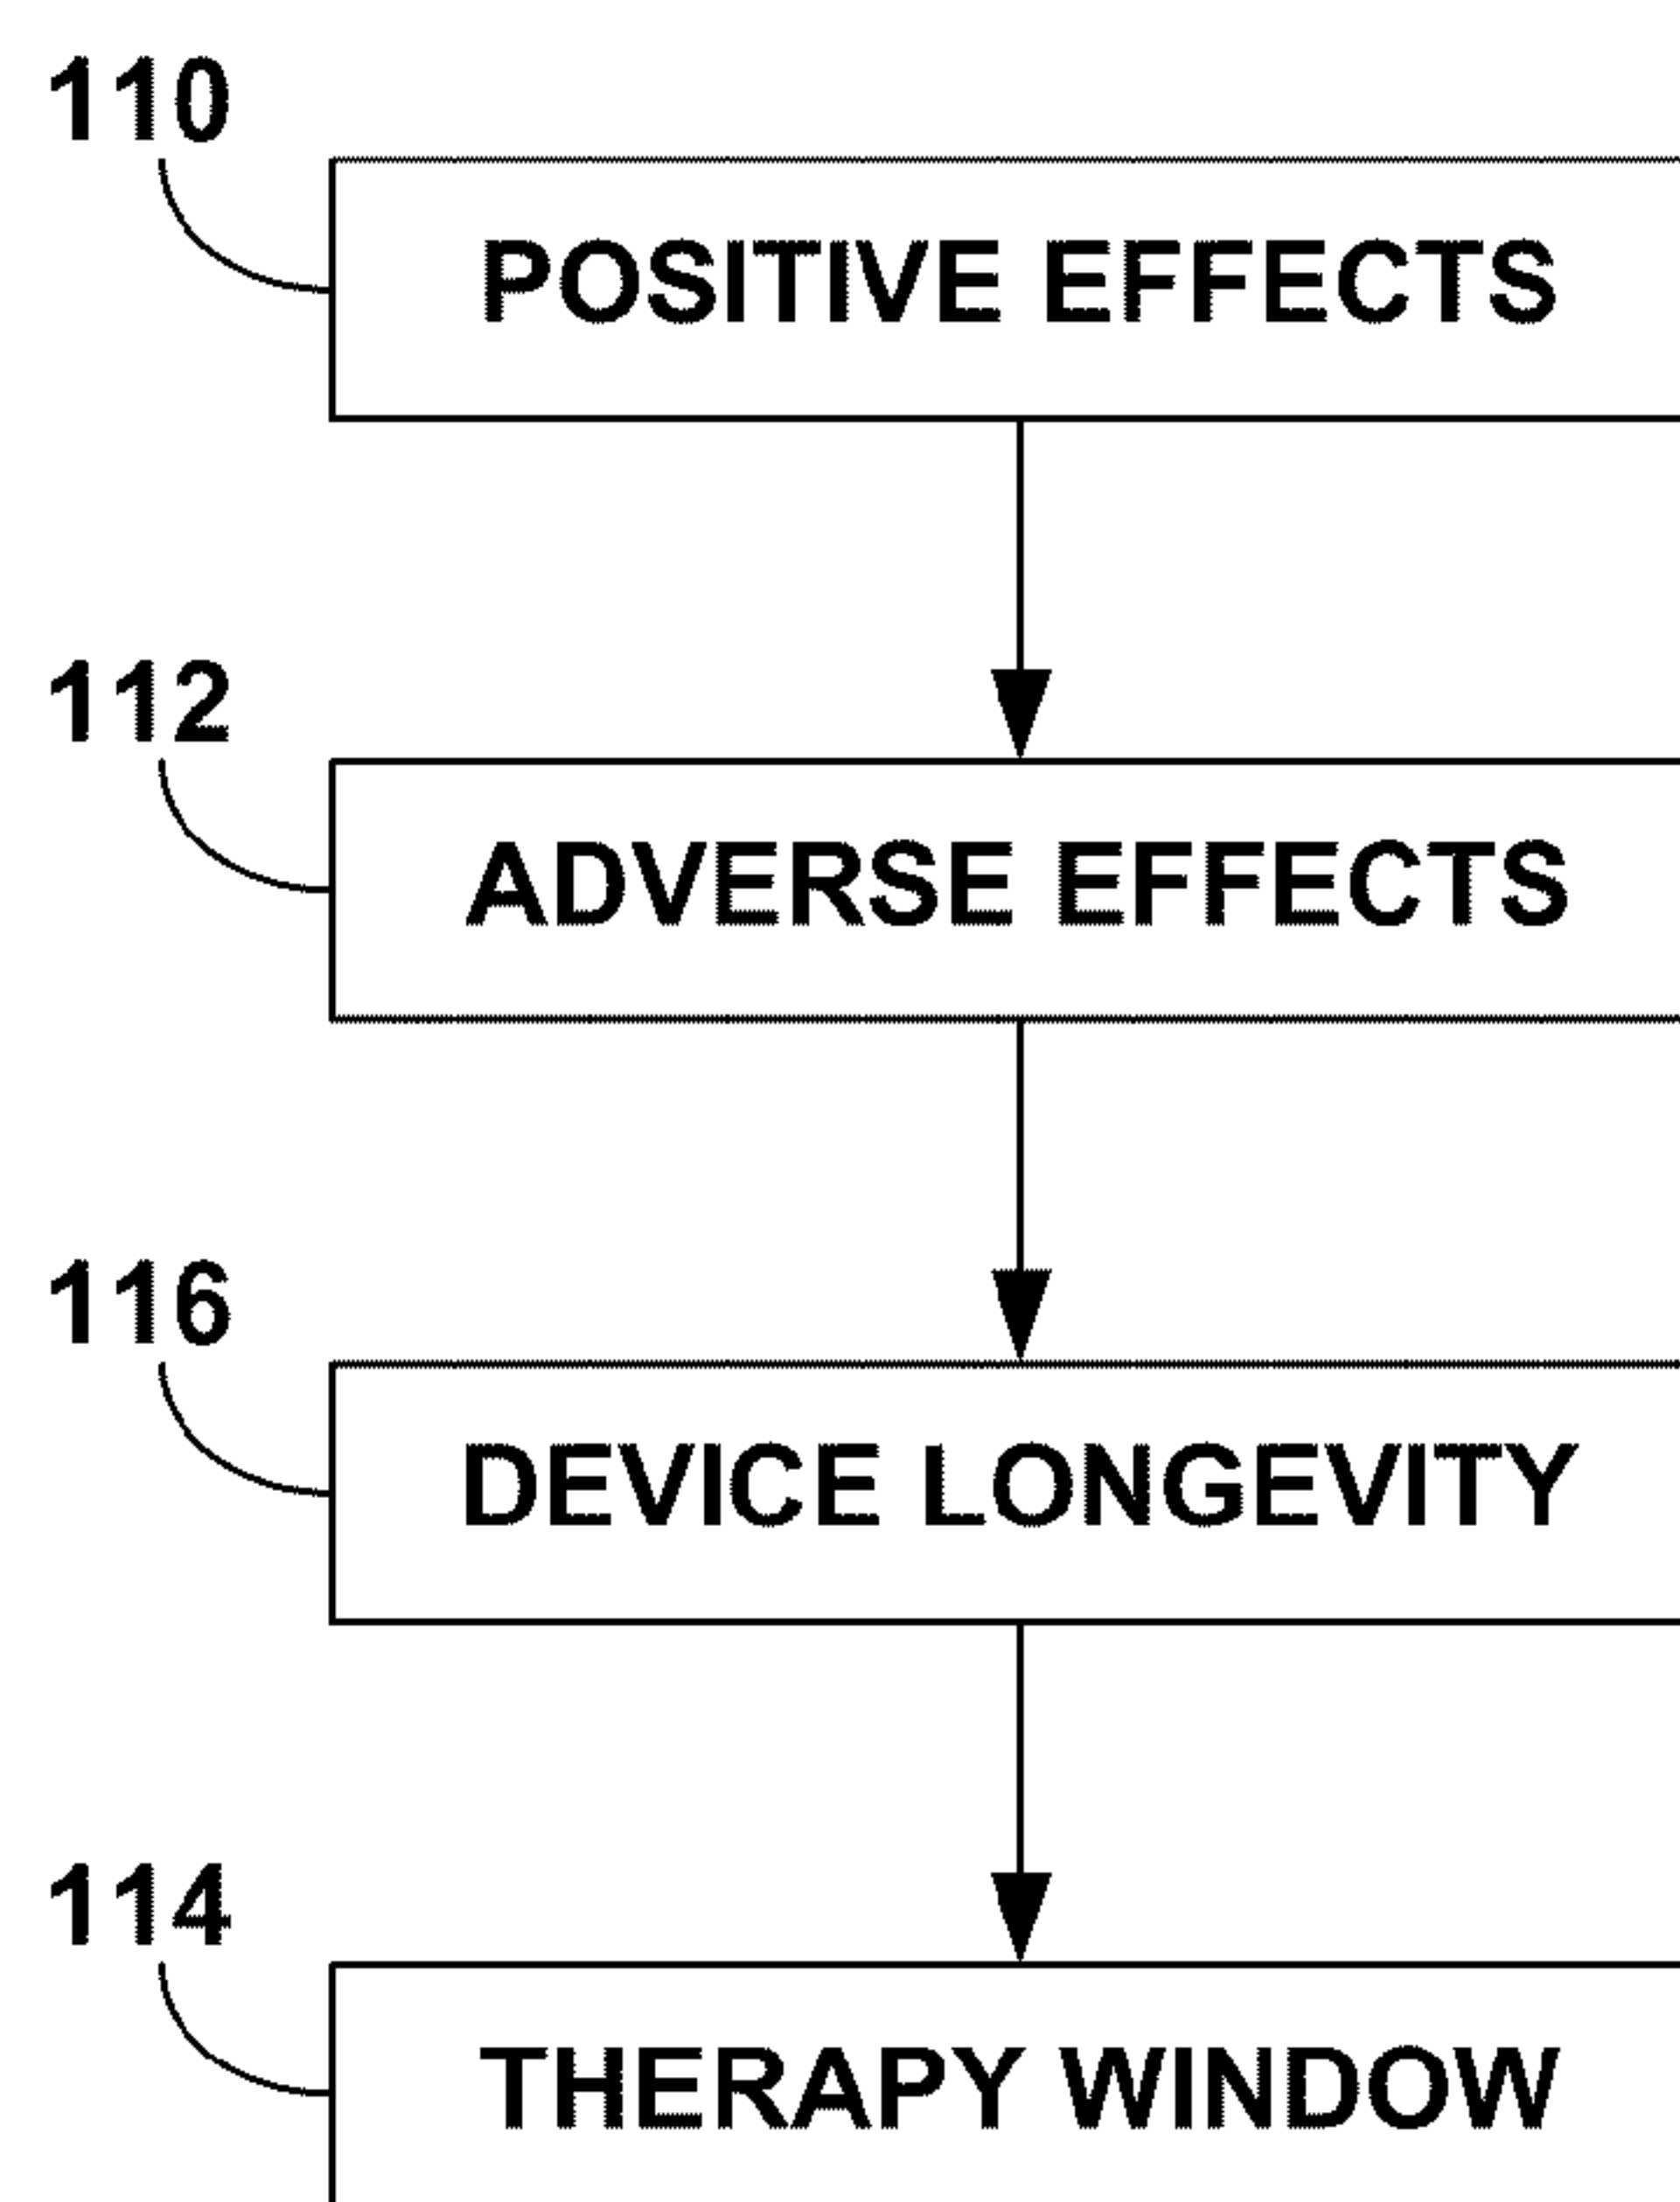 110
POSITIVE EFFECTS
112
ADVERSE EFFECTS
116
DEVICE LONGEVITY
114
THERAPY WINDOW